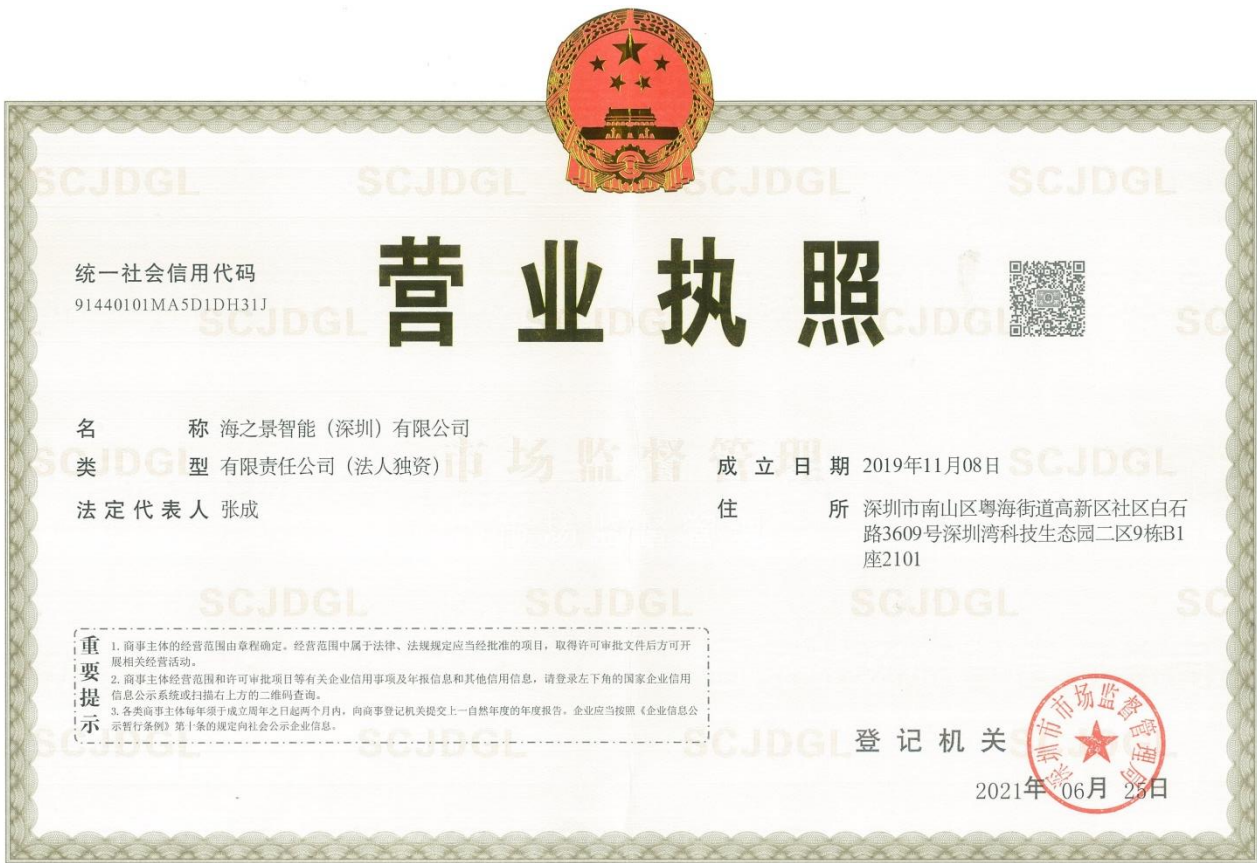 营业执照
统一社会信用代码
91440101MA5D1DH31J
名称 海之景智能（深圳）有限公司
类型 有限责任公司（法人独资）
法定代表人 张成
成立日期 2019年11月08日
住所 深圳市南山区粤海街道高新区社区白石
路3609号深圳湾科技生态园二区9栋B1
座2101
重要提示
1. 商事主体的经营范围由章程确定。经营范围中属于法律、法规规定应当经批准的项目，取得许可审批文件后方可开
展相关经营活动。
2. 商事主体经营范围和许可审批项目等有关企业信用事项及年报信息和其他信用信息，请登录左下角的国家企业信用
信息公示系统或扫描右上方的二维码查询。
3. 各类商事主体每年须于成立周年之日起两个月内，向商事登记机关提交上一自然年度的年度报告。企业应当按照《企业信息公
示暂行条例》第十条的规定向社会公示企业信息。
登记机关
深圳市市场监督管理局
2021年06月25日
SCJDGL
市场监督管理